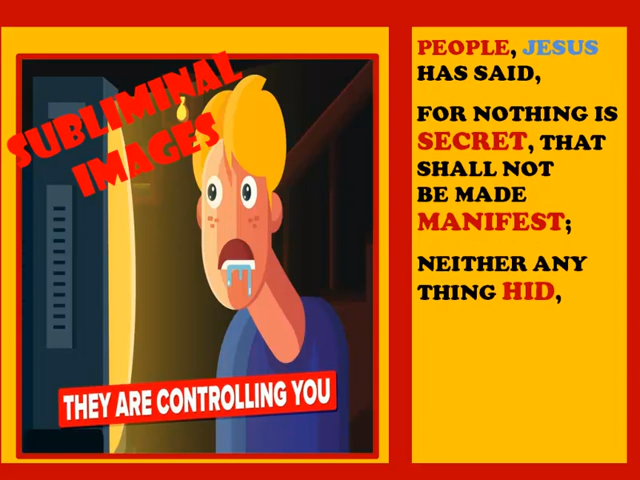 SUBLIMINAL
IMAGES
THEY ARE CONTROLLING YOU
PEOPLE, JESUS
HAS SAID,
FOR NOTHING IS
SECRET, THAT
SHALL NOT
BE MADE
MANIFEST;
NEITHER ANY
THING HID,